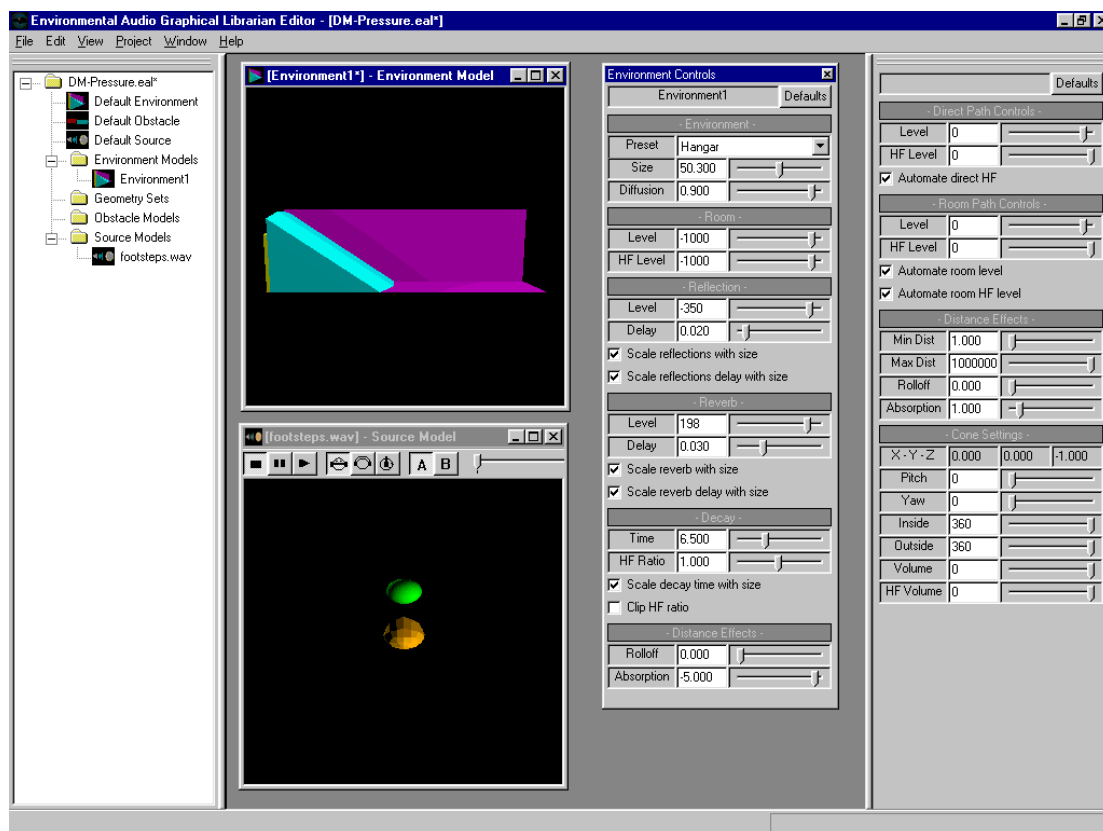 Environmental Audio Graphical Librarian Editor - [DM-Pressure.eal*]
File Edit View Project Window Help
DM-Pressure.eal*
Default Environment
Default Obstacle
Default Source
Environment Models
Environment1
Geometry Sets
Obstacle Models
Source Models
footsteps.wav
[Environment1*] - Environment Model
[footsteps.wav] - Source Model
A B
Environment Controls
Environment1 Defaults
- Environment -
Preset Hangar
Size 50.300
Diffusion 0.900
- Room -
Level -1000
HF Level -1000
- Reflection -
Level -350
Delay 0.020
Scale reflections with size
Scale reflections delay with size
- Reverb -
Level 198
Delay 0.030
Scale reverb with size
Scale reverb delay with size
- Decay -
Time 6.500
HF Ratio 1.000
Scale decay time with size
Clip HF ratio
- Distance Effects -
Rolloff 0.000
Absorption -5.000
Defaults
- Direct Path Controls -
Level 0
HF Level 0
Automate direct HF
- Room Path Controls -
Level 0
HF Level 0
Automate room level
Automate room HF level
- Distance Effects -
Min Dist 1.000
Max Dist 1000000
Rolloff 0.000
Absorption 1.000
- Cone Settings -
X - Y - Z 0.000 0.000 -1.000
Pitch 0
Yaw 0
Inside 360
Outside 360
Volume 0
HF Volume 0